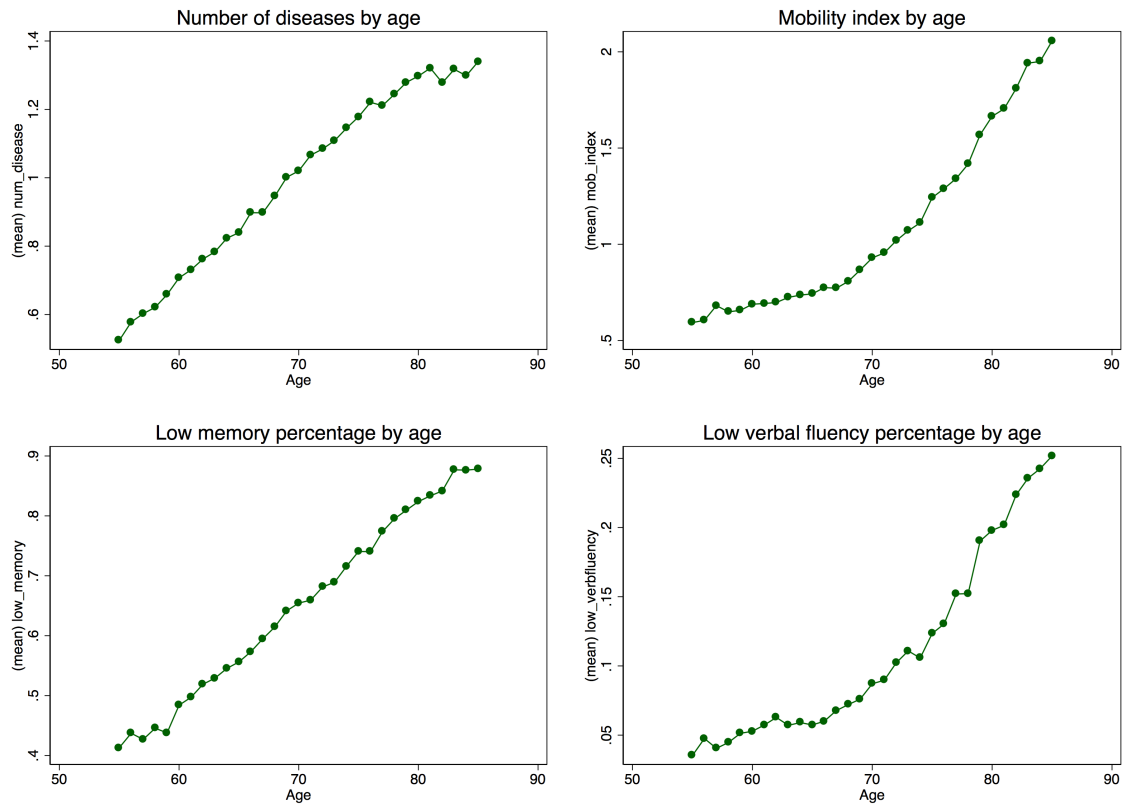 Number of diseases by age
(mean) num_disease
1.4
1.2
1
.8
.6
50 60 70 80 90
Age
Mobility index by age
(mean) mob_index
2
1.5
1
.5
50 60 70 80 90
Age
Low memory percentage by age
(mean) low_memory
.9
.8
.7
.6
.5
.4
50 60 70 80 90
Age
Low verbal fluency percentage by age
(mean) low_verbfluency
.25
.2
.15
.1
.05
50 60 70 80 90
Age